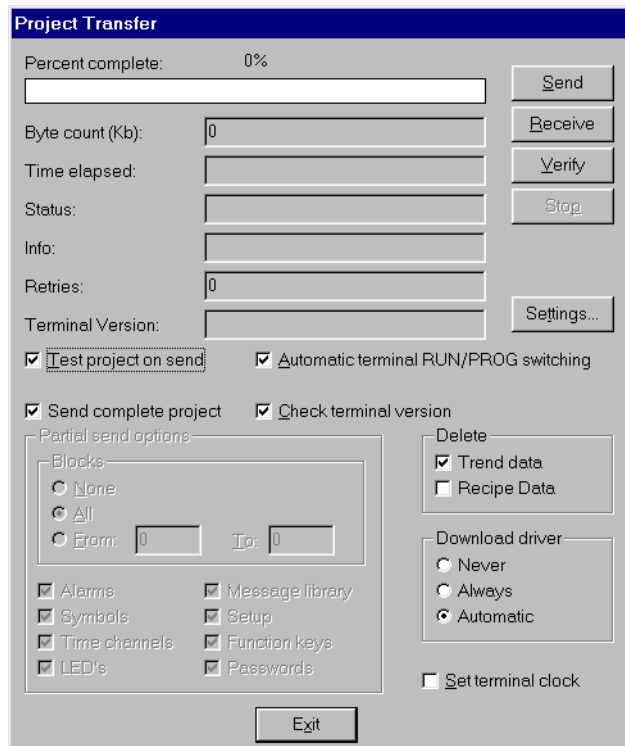 Project Transfer
Percent complete: 0%
Send
Byte count (Kb): 0
Receive
Time elapsed:
Verify
Status:
Stop
Info:
Retries: 0
Terminal Version:
Settings...
Test project on send
Automatic terminal RUN/PROG switching
Send complete project
Check terminal version
Partial send options
Blocks
None
All
From: 0 To: 0
Alarms
Message library
Symbols
Setup
Time channels
Function keys
LED's
Passwords
Delete
Trend data
Recipe Data
Download driver
Never
Always
Automatic
Set terminal clock
Exit